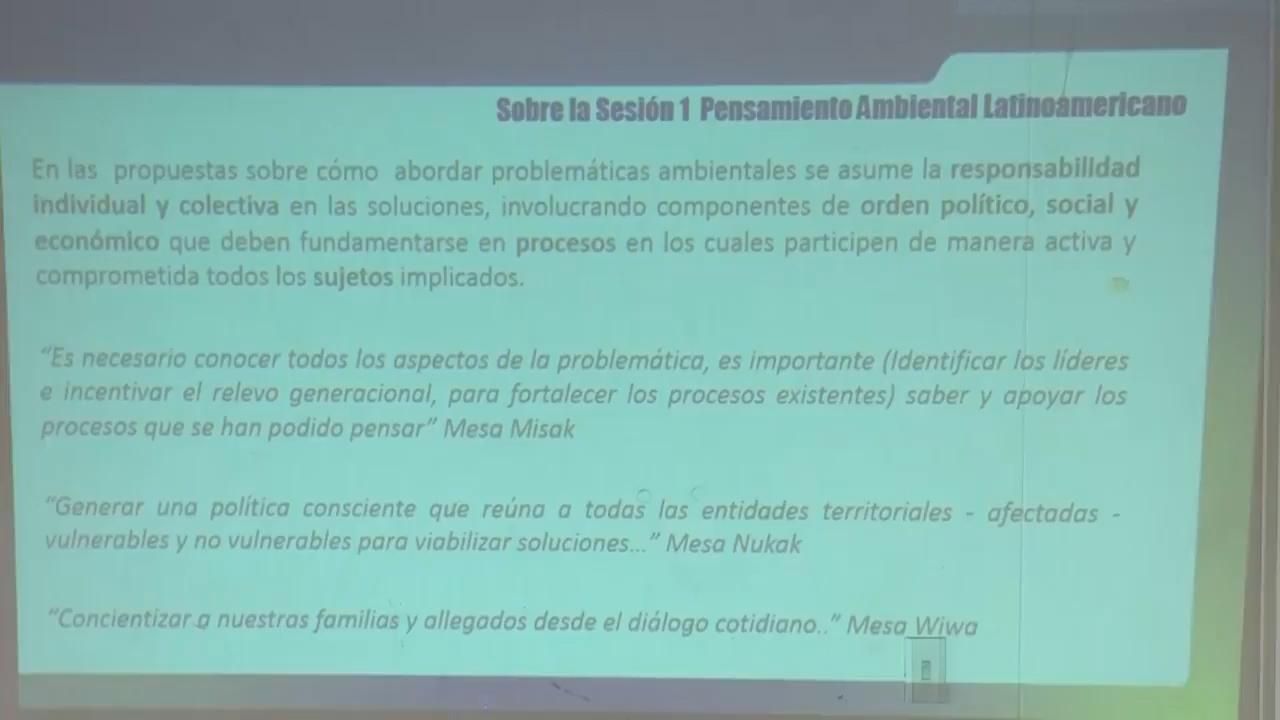 Sobre la Sesión 1 Pensamiento Ambiental Latinoamericano
En las propuestas sobre cómo abordar problemáticas ambientales se asume la responsabilidad
individual y colectiva en las soluciones, involucrando componentes de orden político, social y
económico que deben fundamentarse en procesos en los cuales participen de manera activa y
comprometida todos los sujetos implicados.
“Es necesario conocer todos los aspectos de la problemática, es importante (Identificar los líderes
e incentivar el relevo generacional, para fortalecer los procesos existentes) saber y apoyar los
procesos que se han podido pensar” Mesa Misak
“Generar una política consciente que reúna a todas las entidades territoriales - afectadas -
vulnerables y no vulnerables para viabilizar soluciones…” Mesa Nukak
“Concientizar a nuestras familias y allegados desde el diálogo cotidiano..” Mesa Wiwa